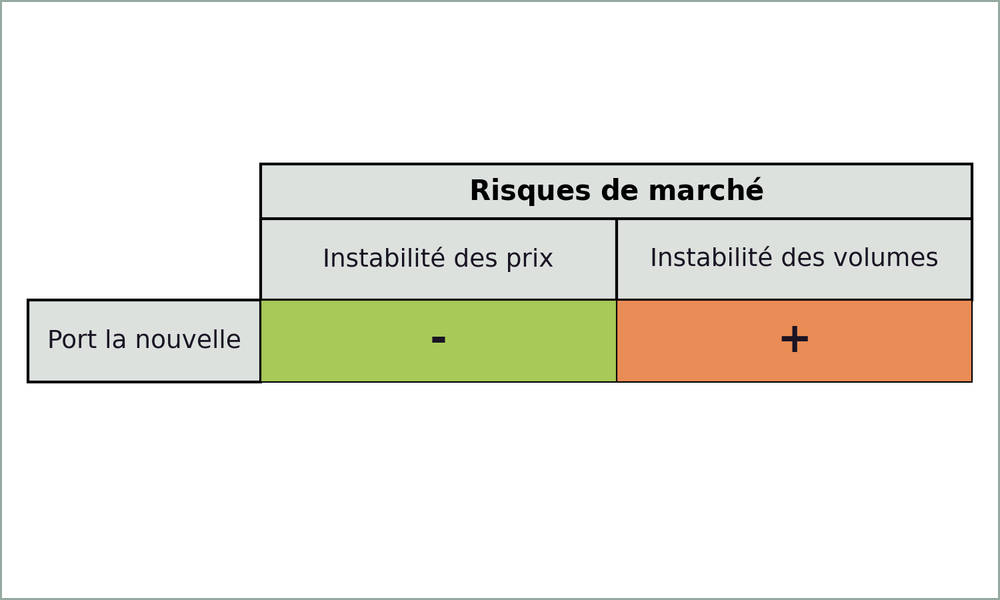 Risques de marché
Instabilité des prix
Instabilité des volumes
Port la nouvelle
-
+